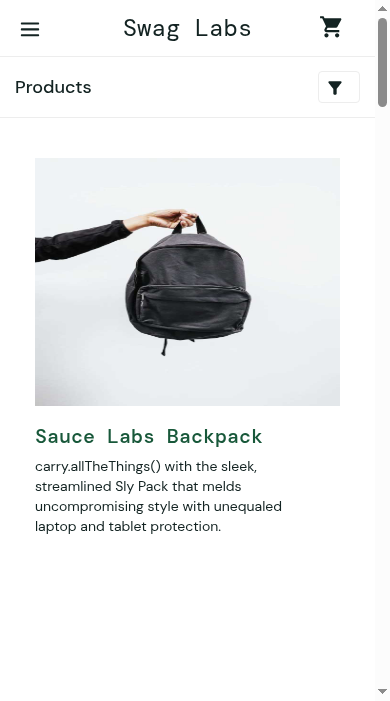 Swag Labs
Products
Sauce Labs Backpack
carry.allTheThings() with the sleek,
streamlined Sly Pack that melds
uncompromising style with unequaled
laptop and tablet protection.